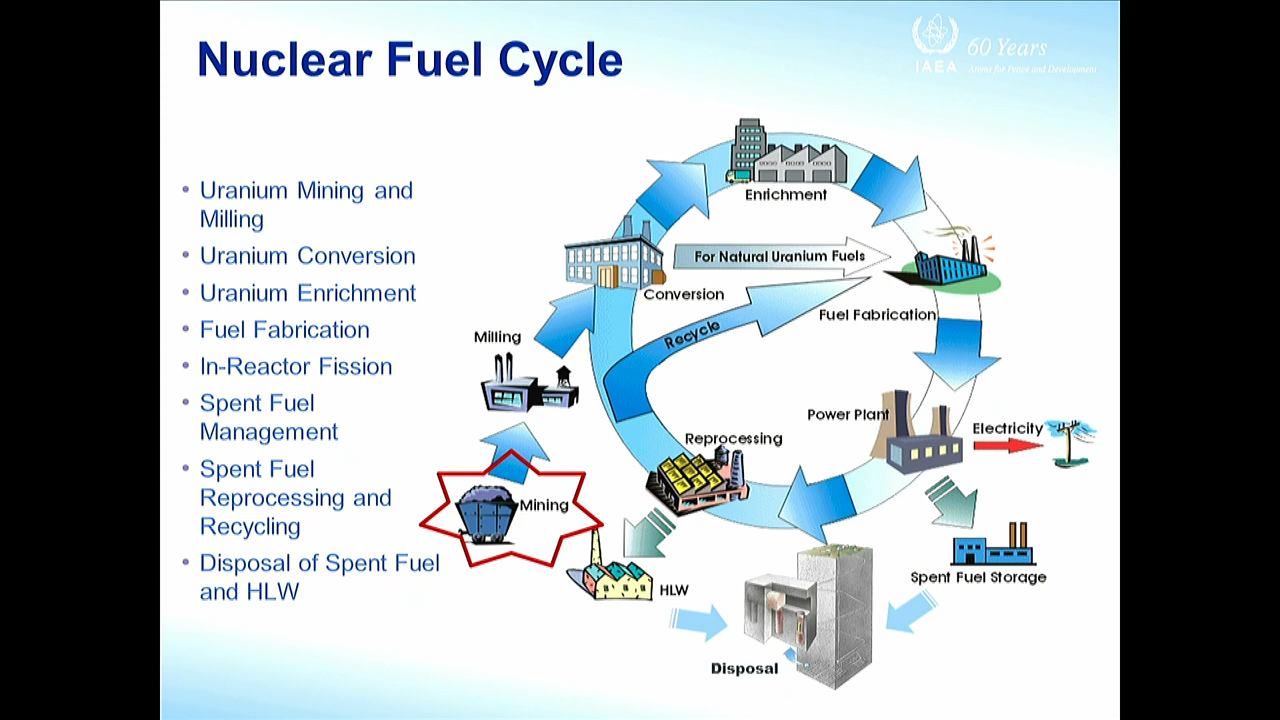 Nuclear Fuel Cycle
IAEA
60 Years
Atoms for Peace and Development
• Uranium Mining and
Milling
• Uranium Conversion
• Uranium Enrichment
• Fuel Fabrication
• In-Reactor Fission
• Spent Fuel
Management
• Spent Fuel
Reprocessing and
Recycling
• Disposal of Spent Fuel
and HLW
Enrichment
For Natural Uranium Fuels
Conversion
Fuel Fabrication
Recycle
Milling
Power Plant
Electricity
Reprocessing
Mining
Spent Fuel Storage
HLW
Disposal